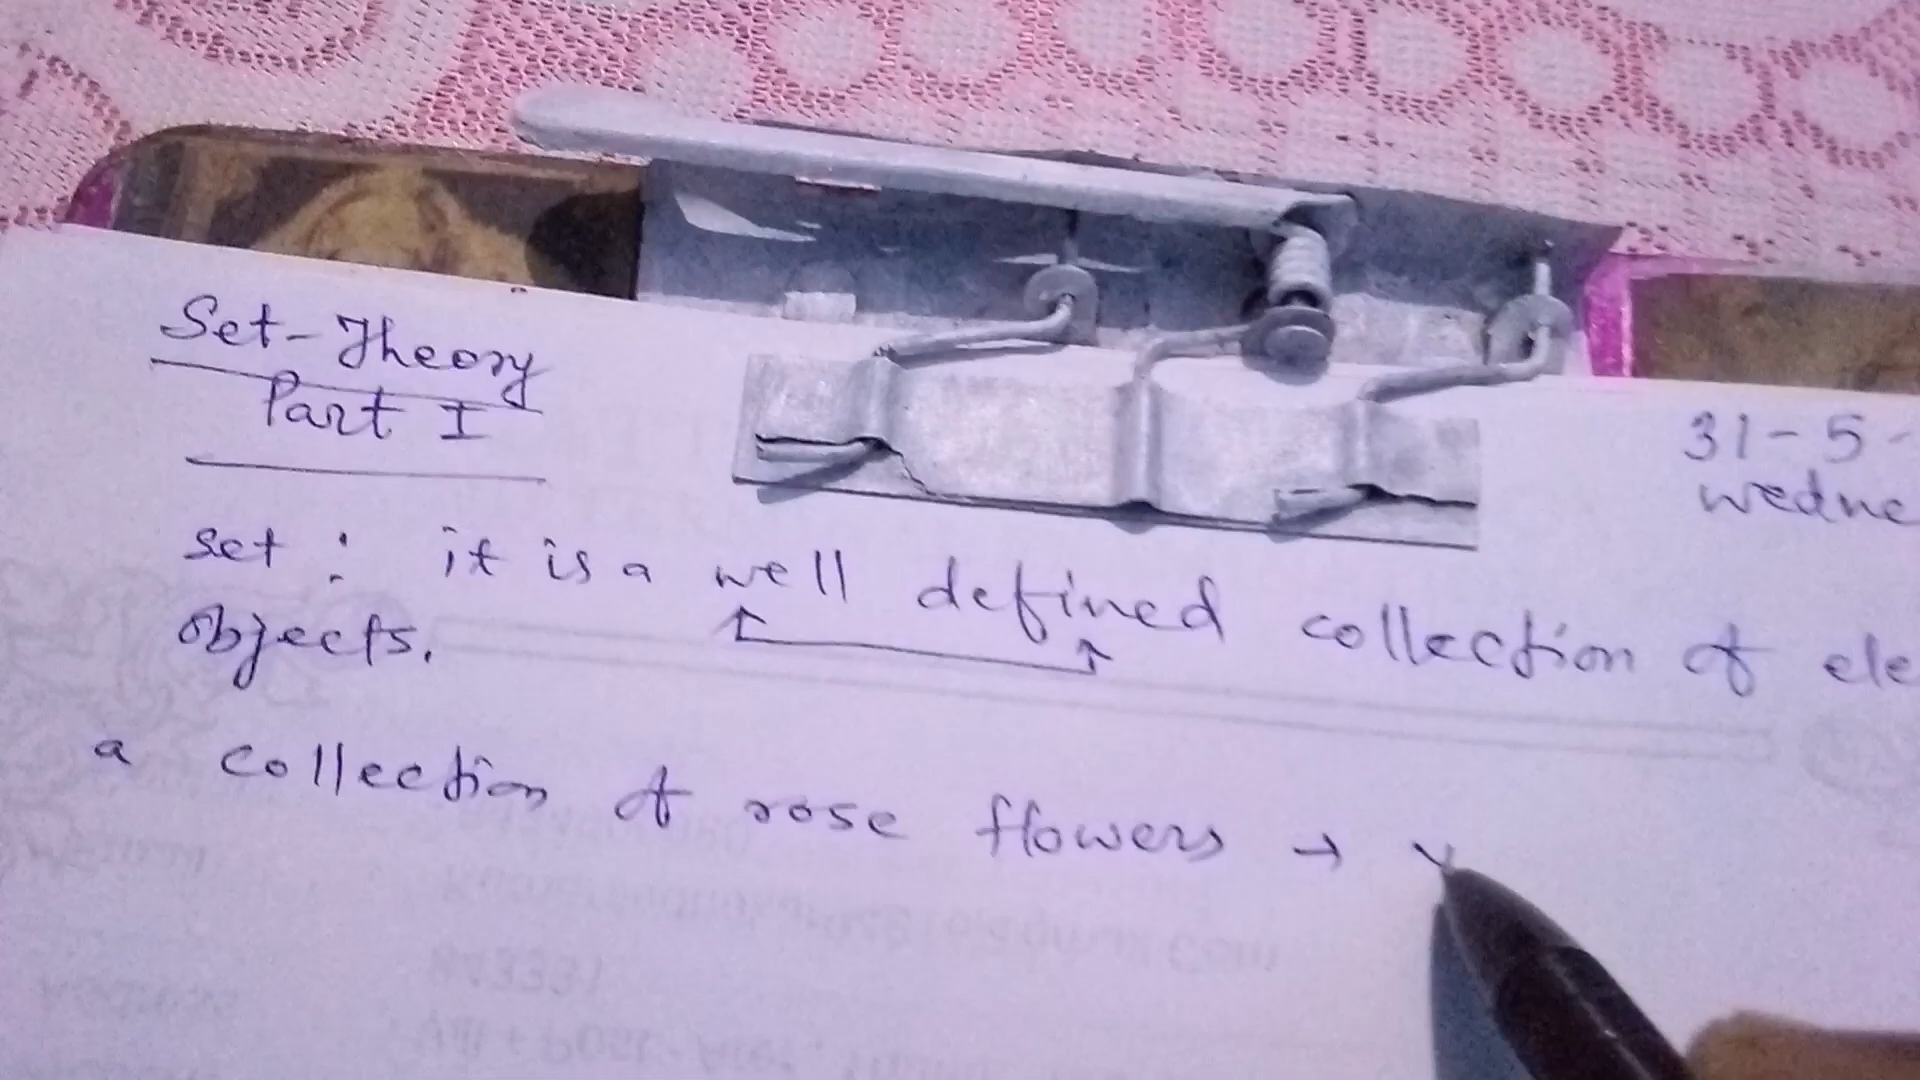 Set-Theory
Part I
31-5-
wedne
set : it is a well defined collection of ele
objects.
a collection of rose flowers →